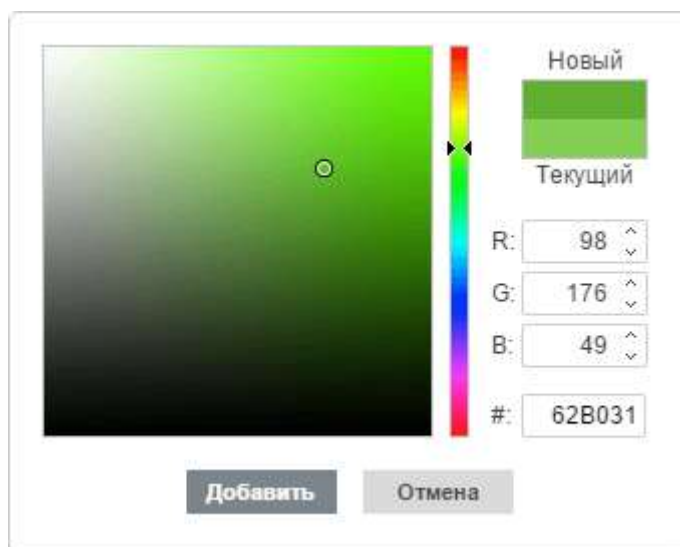 Новый
Текущий
R: 98
G: 176
B: 49
#: 62B031
Добавить Отмена